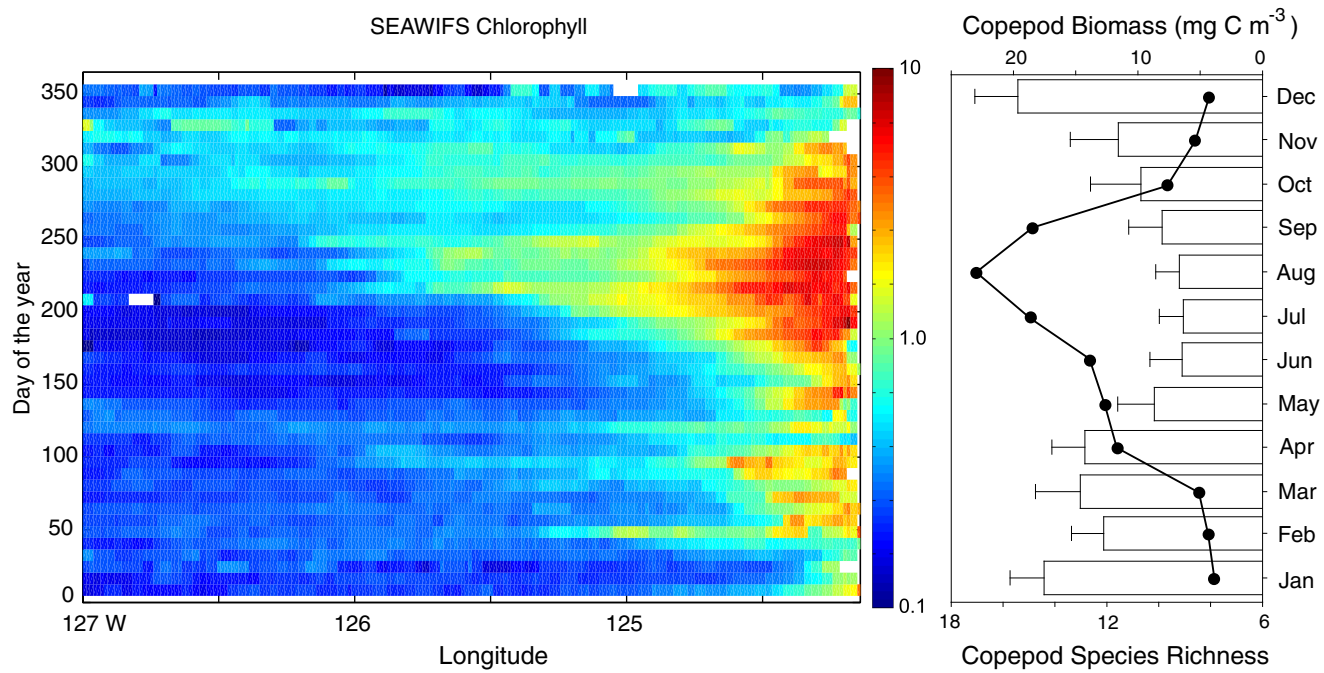 SEAWIFS Chlorophyll
Day of the year
350
300
250
200
150
100
50
0
127 W
126
125
Longitude
10
1.0
0.1
Copepod Biomass (mg C m-3 )
20
10
0
Dec
Nov
Oct
Sep
Aug
Jul
Jun
May
Apr
Mar
Feb
Jan
18
12
6
Copepod Species Richness